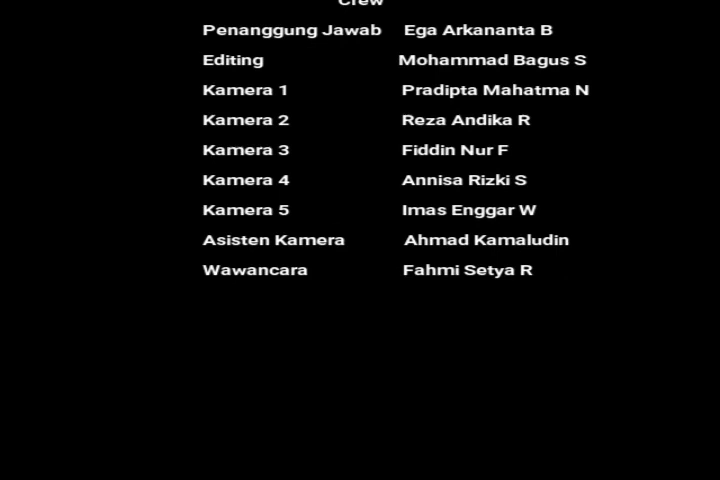 Crew
Penanggung Jawab Ega Arkananta B
Editing Mohammad Bagus S
Kamera 1 Pradipta Mahatma N
Kamera 2 Reza Andika R
Kamera 3 Fiddin Nur F
Kamera 4 Annisa Rizki S
Kamera 5 Imas Enggar W
Asisten Kamera Ahmad Kamaludin
Wawancara Fahmi Setya R